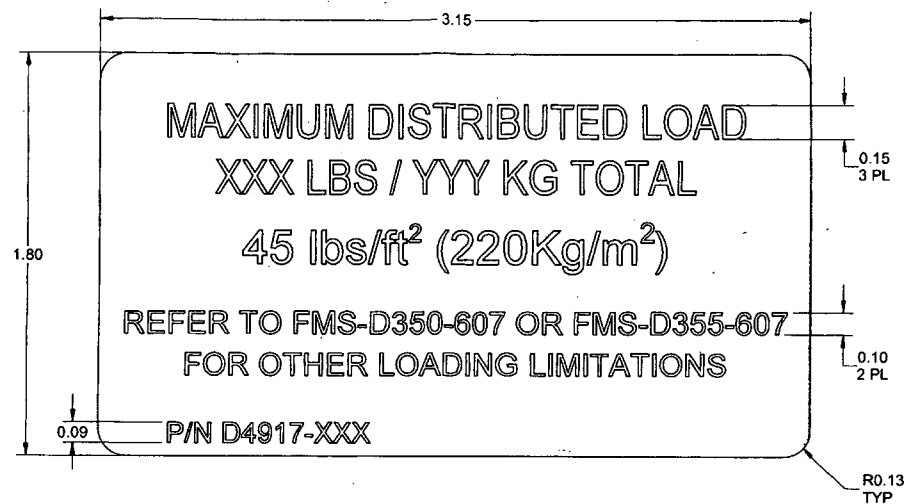 3.15
MAXIMUM DISTRIBUTED LOAD
0.15
3 PL
XXX LBS / YYY KG TOTAL
1.80
45 lbs/ft² (220Kg/m²)
REFER TO FMS-D350-607 OR FMS-D355-607
0.10
2 PL
FOR OTHER LOADING LIMITATIONS
0.09
P/N D4917-XXX
R0.13
TYP